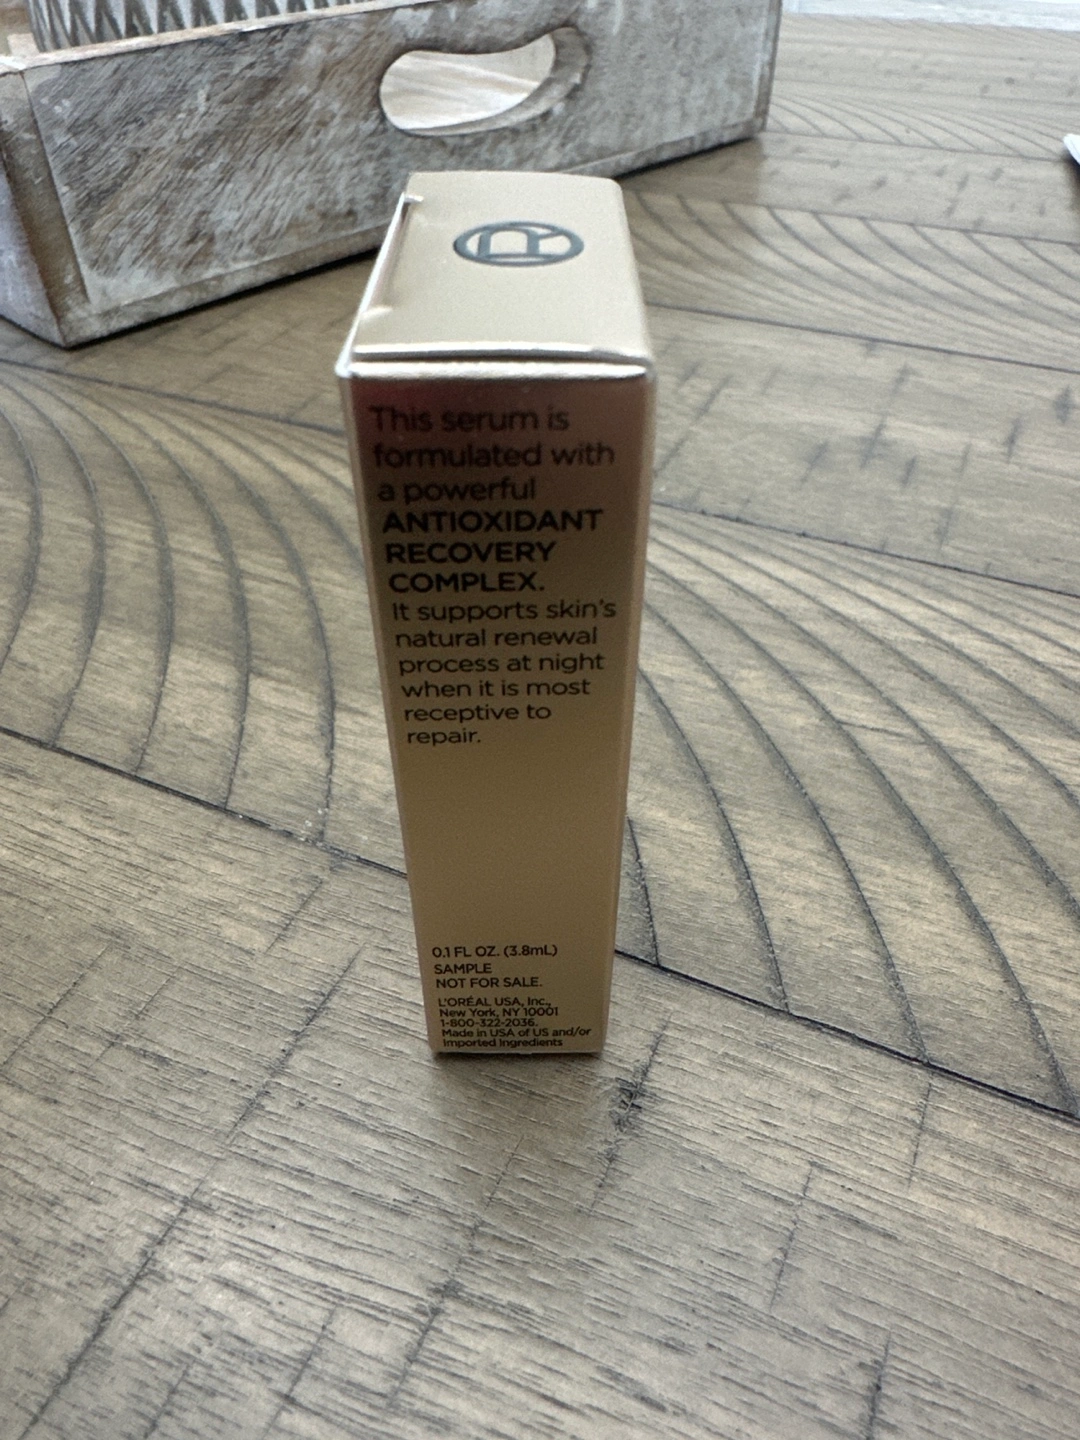 This serum is
formulated with
a powerful
ANTIOXIDANT
RECOVERY
COMPLEX.
It supports skin's
natural renewal
process at night
when it is most
receptive to
repair.
0.1 FL OZ. (3.8mL)
SAMPLE
NOT FOR SALE.
L'ORÉAL USA, Inc.,
New York, NY 10001
1-800-322-2036.
Made in USA of US and/or
Imported Ingredients